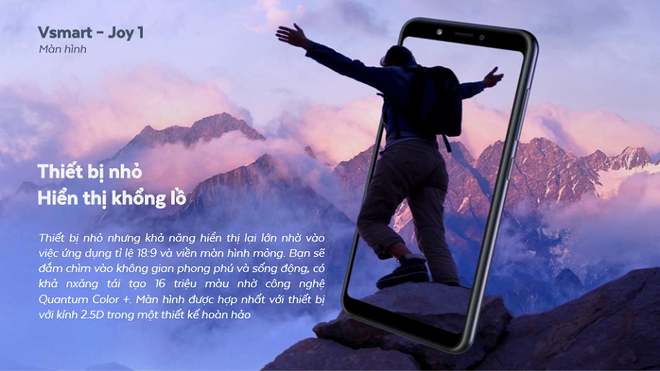 Vsmart - Joy 1
Màn hình
Thiết bị nhỏ
Hiển thị khổng lồ
Thiết bị nhỏ nhưng khả năng hiển thị lại lớn nhờ vào
việc ứng dụng tỉ lệ 18:9 và viền màn hình mỏng. Bạn sẽ
đắm chìm vào không gian phong phú và sống động, có
khả nxăng tái tạo 16 triệu màu nhờ công nghệ
Quantum Color +. Màn hình được hợp nhất với thiết bị
với kính 2.5D trong một thiết kế hoàn hảo